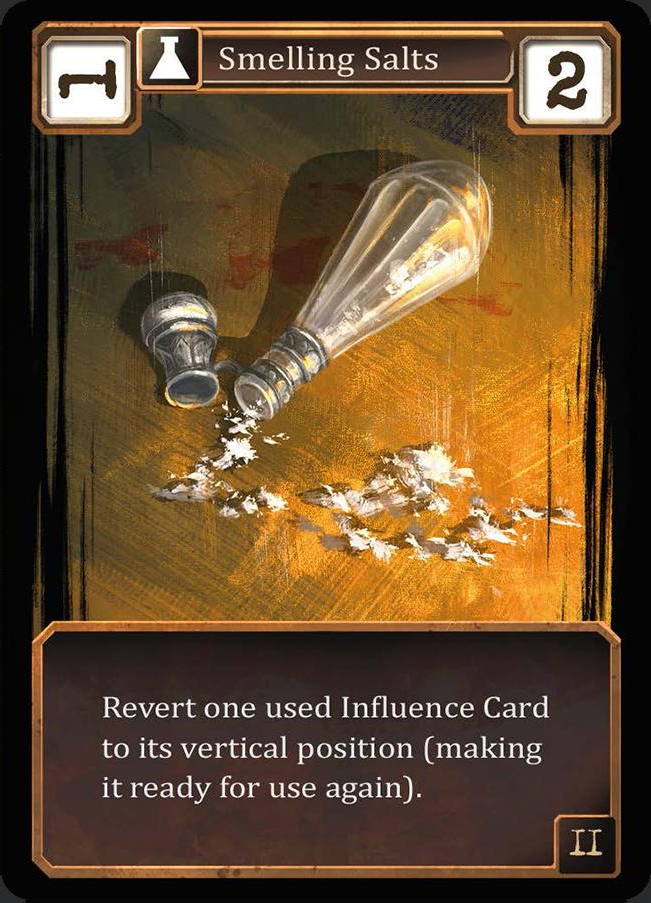 1
Smelling Salts
2
Revert one used Influence Card
to its vertical position (making
it ready for use again).
II